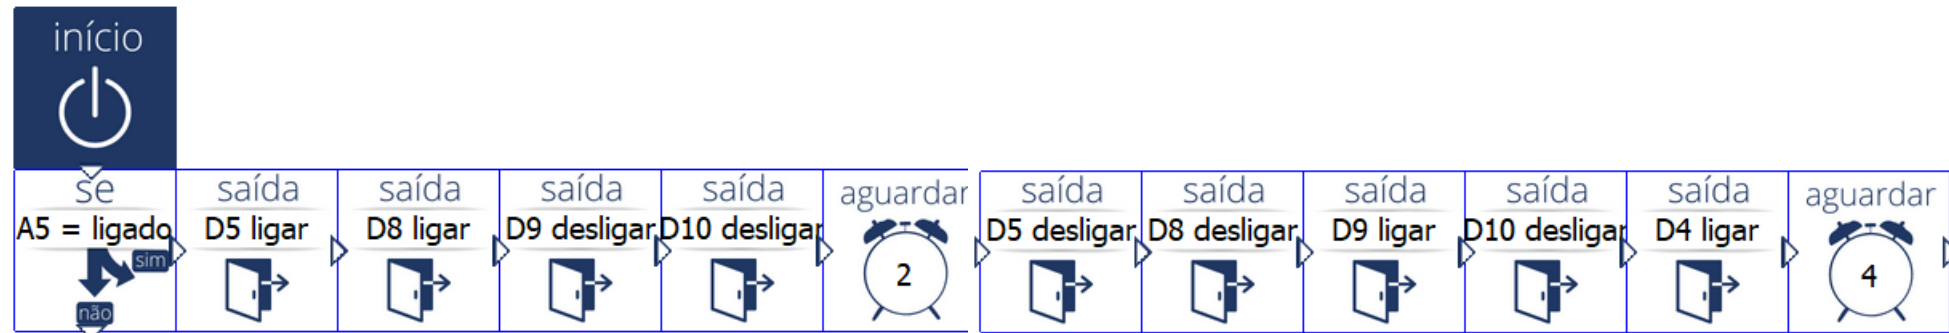 início
se
A5 = ligado
sim
não
saída
D5 ligar
saída
D8 ligar
saída
D9 desligar
saída
D10 desligar
aguardar
2
saída
D5 desligar
saída
D8 desligar
saída
D9 ligar
saída
D10 desligar
saída
D4 ligar
aguardar
4